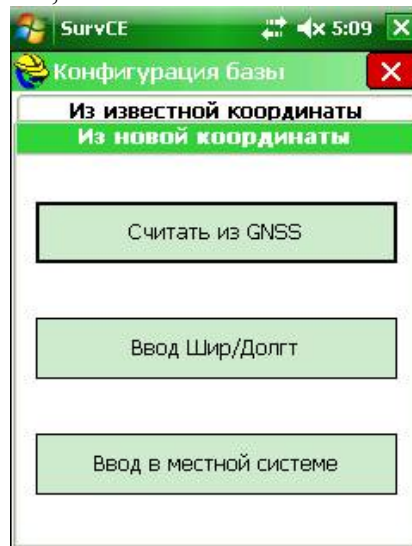 SurvCE 5:09
Конфигурация базы
Из известной координаты
Из новой координаты
Считать из GNSS
Ввод Шир/Долгт
Ввод в местной системе